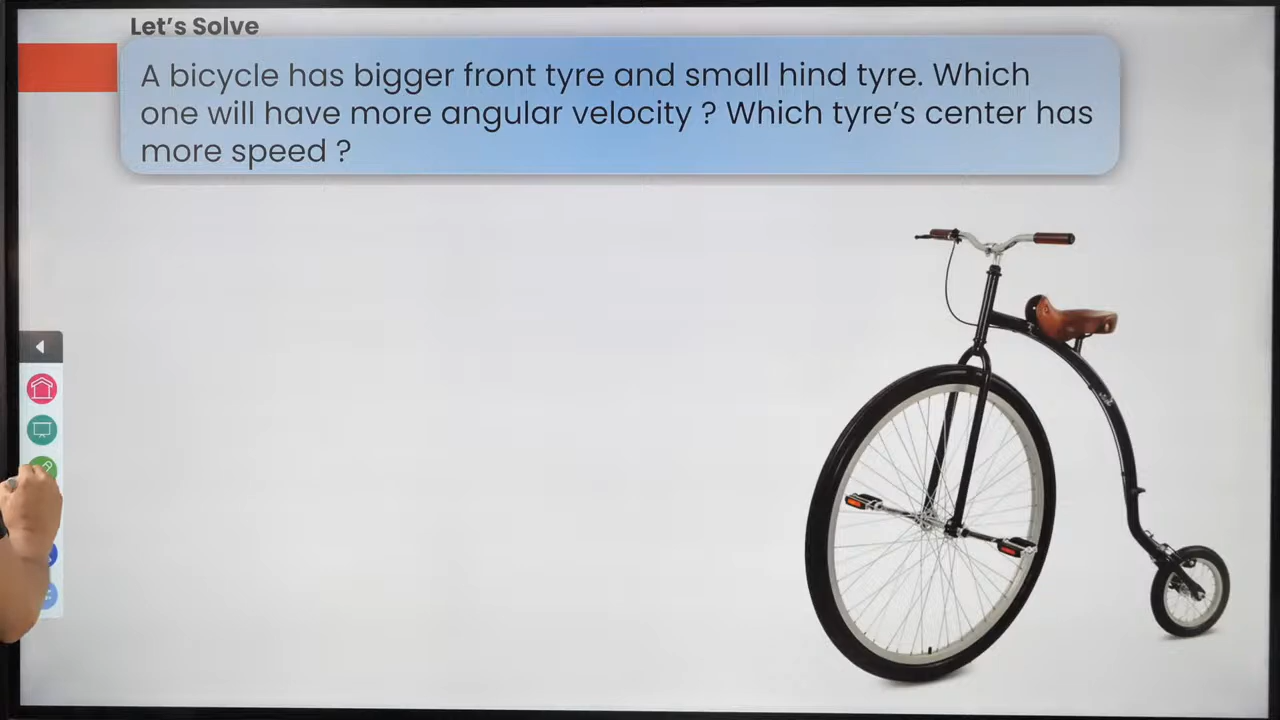 Let's Solve
A bicycle has bigger front tyre and small hind tyre. Which
one will have more angular velocity ? Which tyre's center has
more speed ?